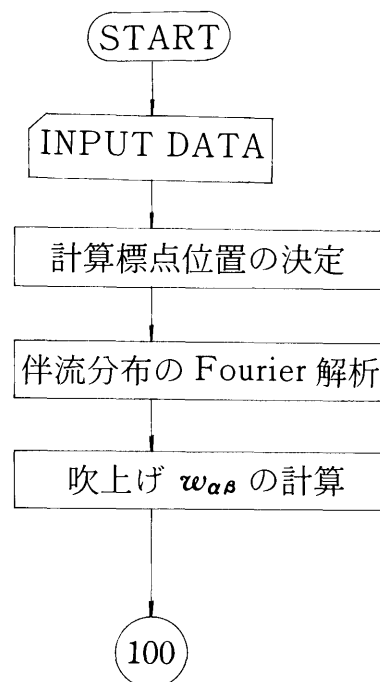 START
INPUT DATA
計算標点位置の決定
伴流分布の Fourier 解析
吹上げ wαβ の計算
100